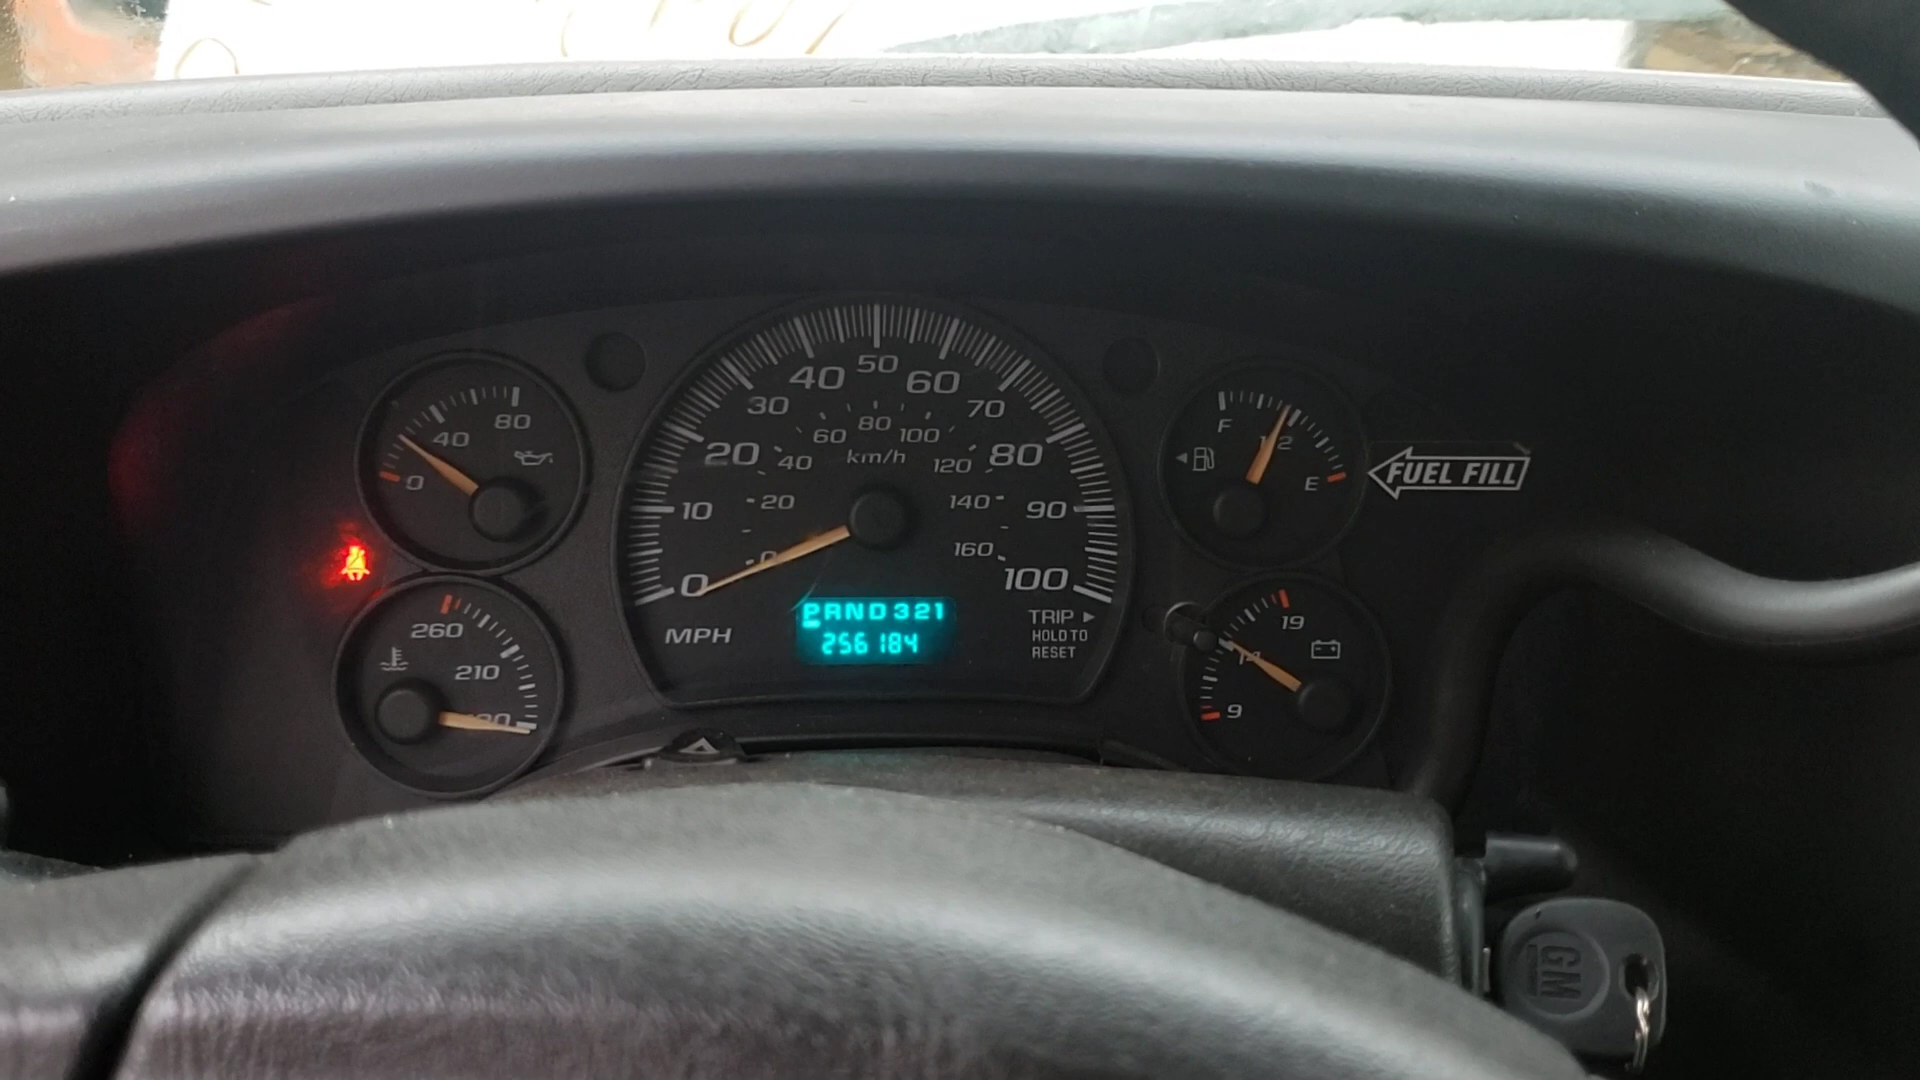 80
40
0
260
210
50
40 60
30 70
20 80
10 90
0 100
60 80 100
40 km/h 120
20 140
0 160
MPH
PRND321
256184
TRIP
HOLD TO
RESET
F
1/2
E
FUEL FILL
19
14
9
GM